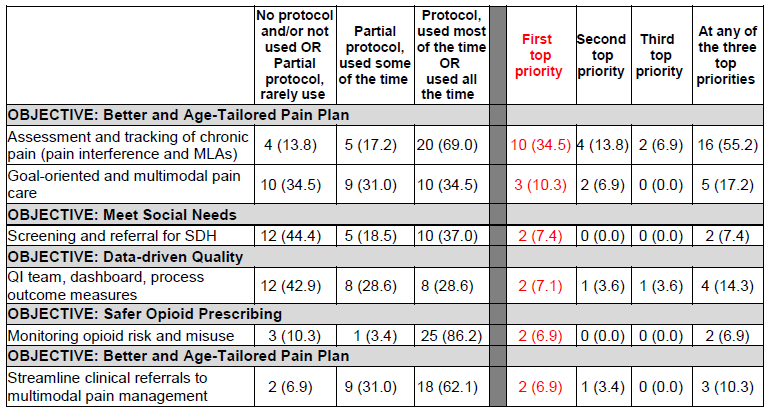 No protocol and/or not used OR Partial protocol, rarely use | Partial protocol, used some of the time | Protocol, used most of the time OR used all the time | First top priority | Second top priority | Third top priority | At any of the three top priorities
OBJECTIVE: Better and Age-Tailored Pain Plan
Assessment and tracking of chronic pain (pain interference and MLAs) | 4 (13.8) | 5 (17.2) | 20 (69.0) | 10 (34.5) | 4 (13.8) | 2 (6.9) | 16 (55.2)
Goal-oriented and multimodal pain care | 10 (34.5) | 9 (31.0) | 10 (34.5) | 3 (10.3) | 2 (6.9) | 0 (0.0) | 5 (17.2)
OBJECTIVE: Meet Social Needs
Screening and referral for SDH | 12 (44.4) | 5 (18.5) | 10 (37.0) | 2 (7.4) | 0 (0.0) | 0 (0.0) | 2 (7.4)
OBJECTIVE: Data-driven Quality
QI team, dashboard, process outcome measures | 12 (42.9) | 8 (28.6) | 8 (28.6) | 2 (7.1) | 1 (3.6) | 1 (3.6) | 4 (14.3)
OBJECTIVE: Safer Opioid Prescribing
Monitoring opioid risk and misuse | 3 (10.3) | 1 (3.4) | 25 (86.2) | 2 (6.9) | 0 (0.0) | 0 (0.0) | 2 (6.9)
OBJECTIVE: Better and Age-Tailored Pain Plan
Streamline clinical referrals to multimodal pain management | 2 (6.9) | 9 (31.0) | 18 (62.1) | 2 (6.9) | 1 (3.4) | 0 (0.0) | 3 (10.3)